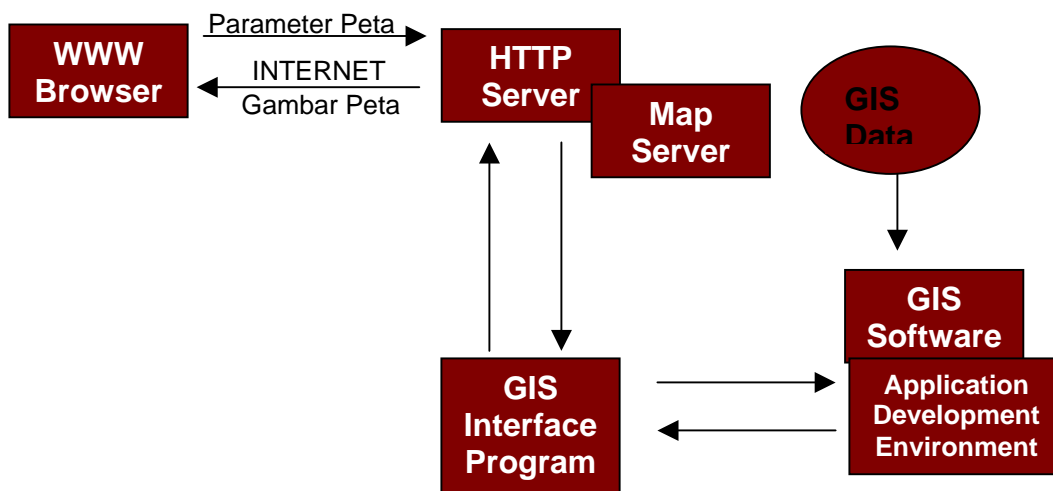 WWW
Browser
Parameter Peta
INTERNET
Gambar Peta
HTTP
Server
Map
Server
GIS
Data
GIS
Software
Application
Development
Environment
GIS
Interface
Program